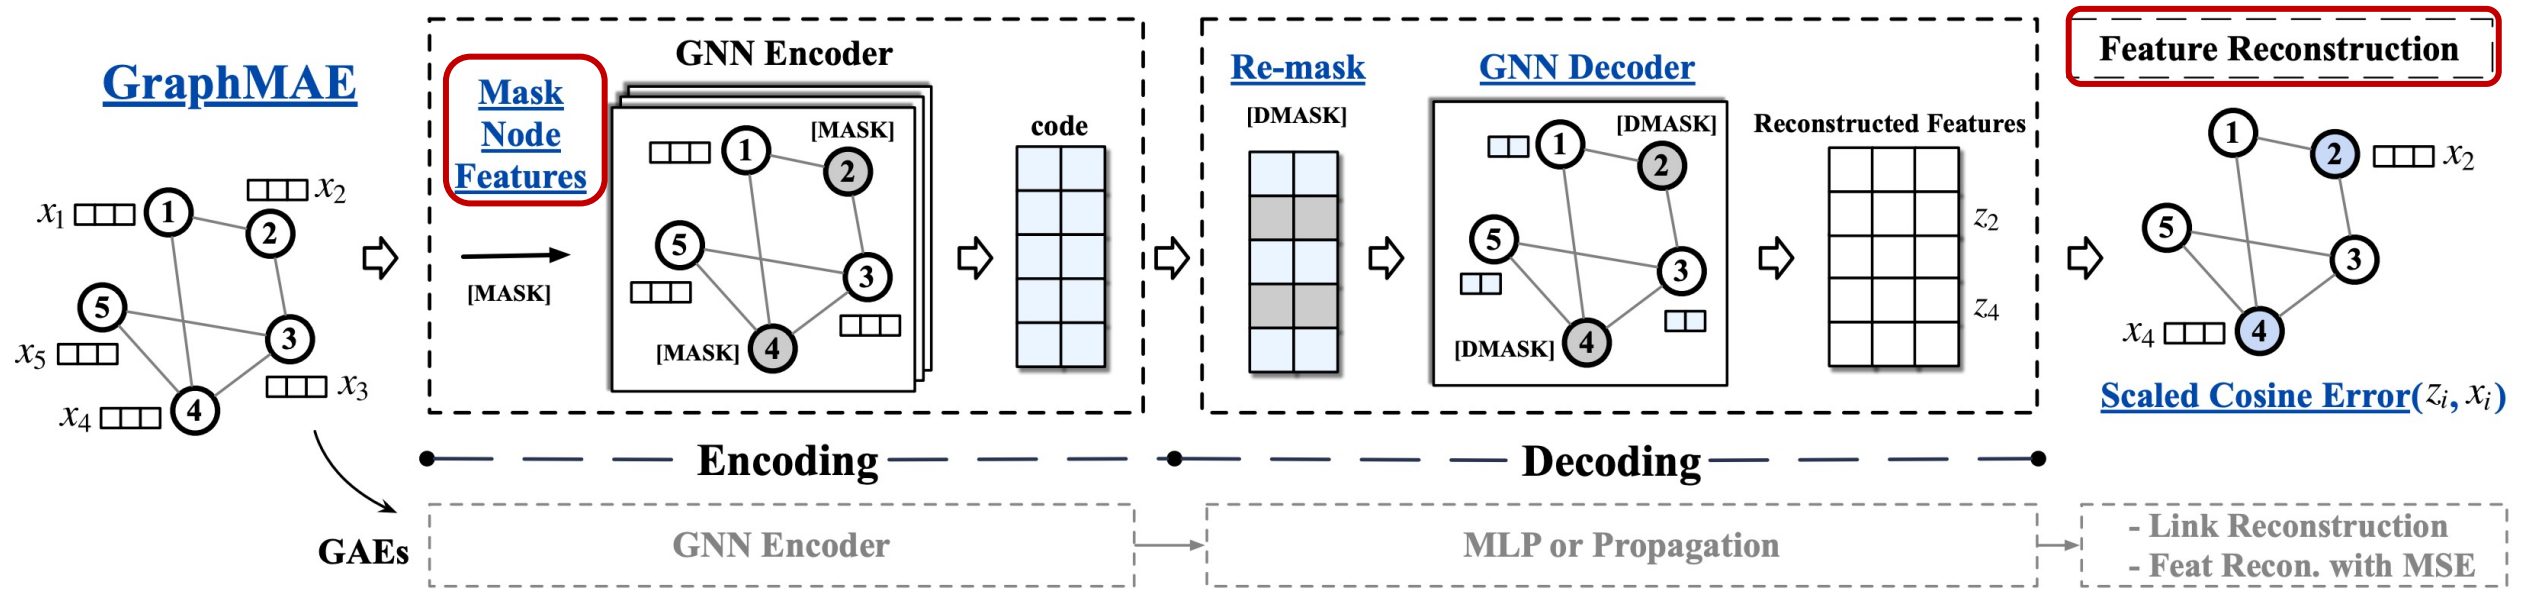 GraphMAE
x1
x2
x3
x4
x5
1
2
3
4
5
Mask
Node
Features
[MASK]
GNN Encoder
[MASK]
1
2
3
4
5
[MASK]
code
Re-mask
[DMASK]
GNN Decoder
[DMASK]
1
2
3
4
5
[DMASK]
Reconstructed Features
z2
z4
Feature Reconstruction
1
2
x2
3
4
5
x4
Scaled Cosine Error(zi, xi)
Encoding
Decoding
GAEs
GNN Encoder
MLP or Propagation
- Link Reconstruction
- Feat Recon. with MSE